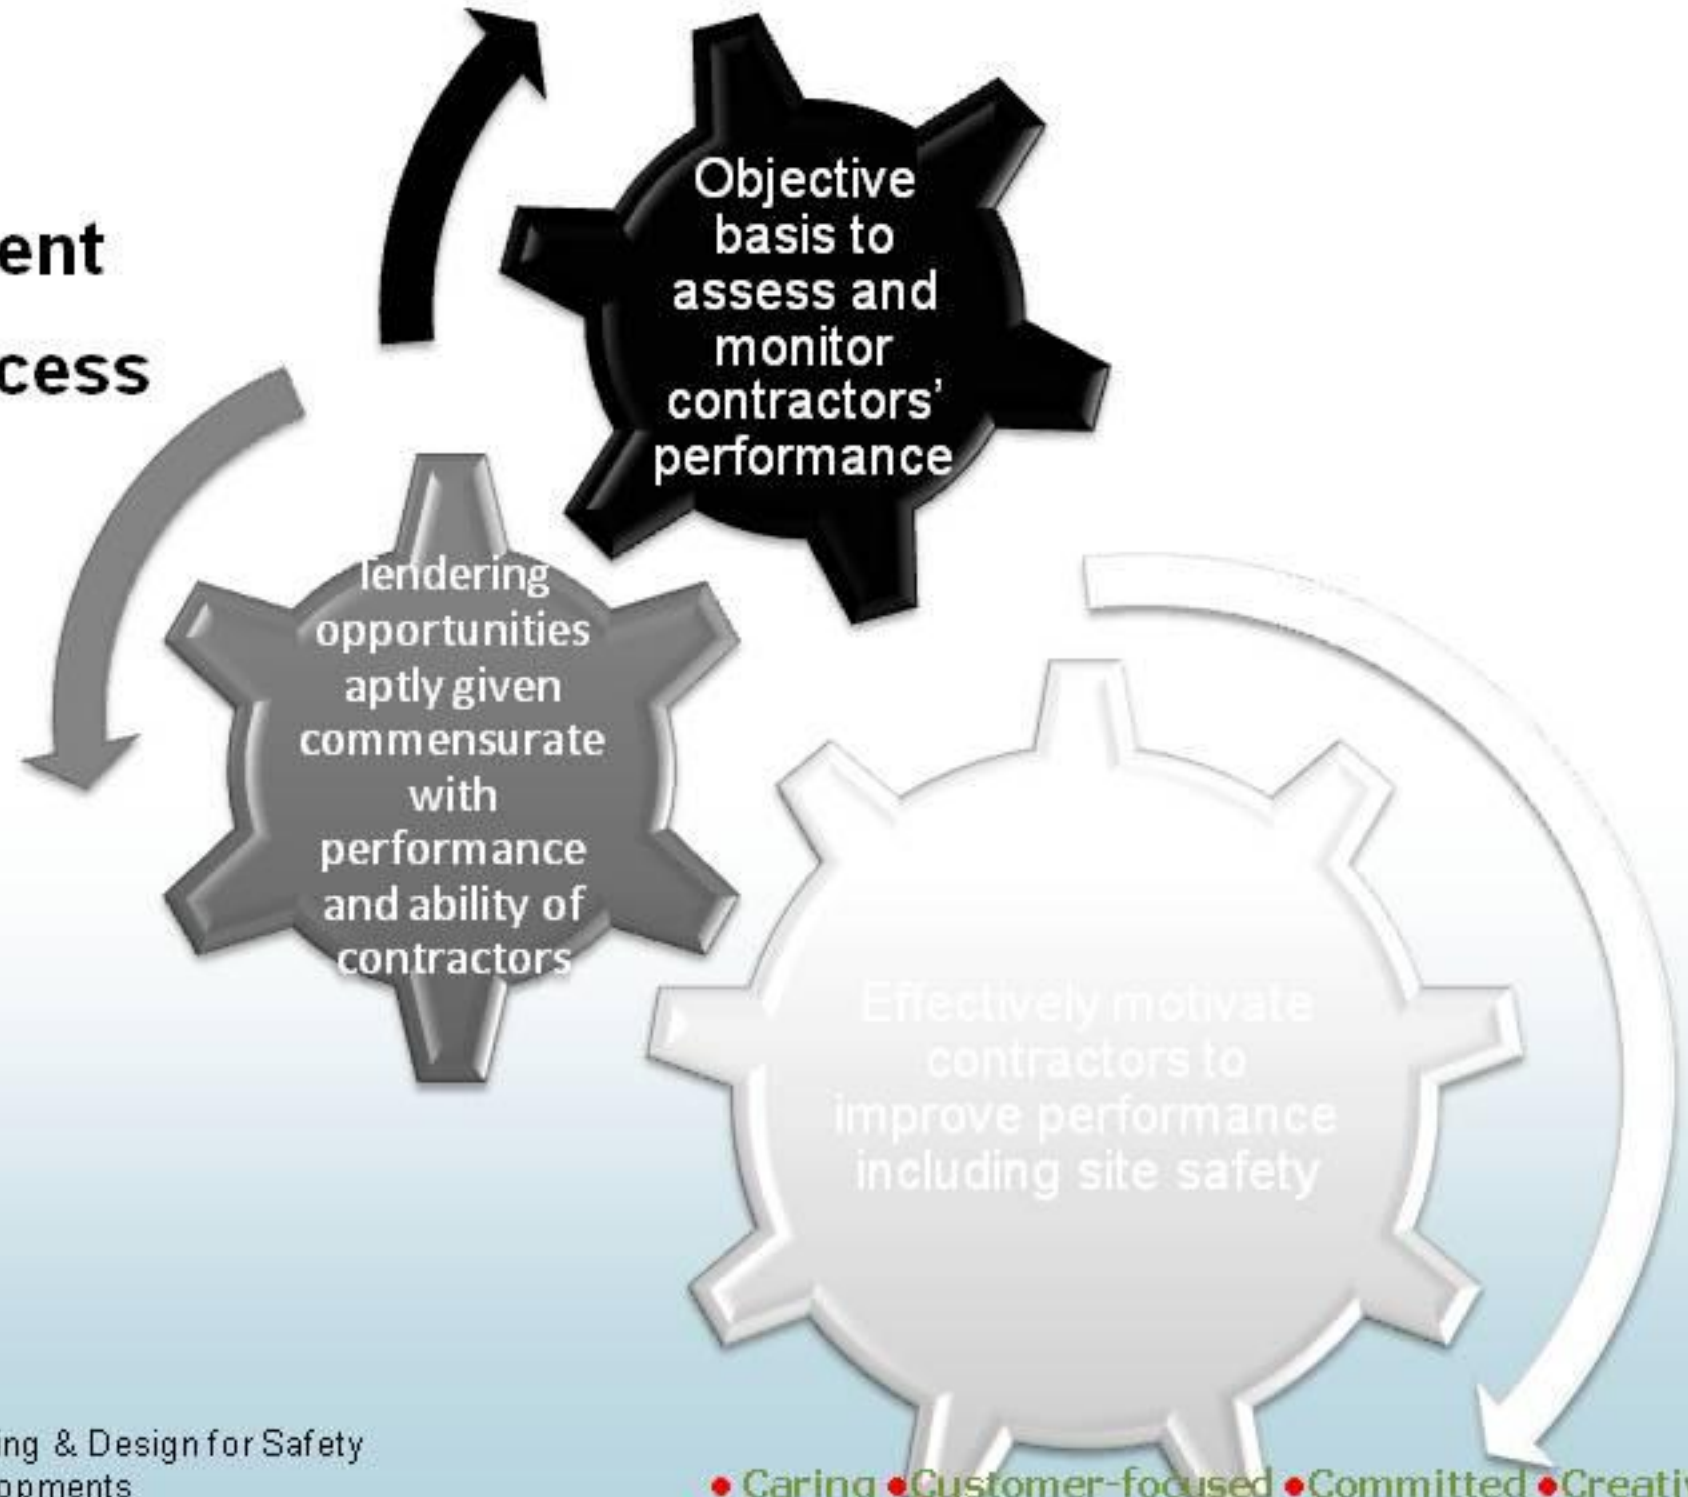 ent
cess
Objective
basis to
assess and
monitor
contractors’
performance
Tendering
opportunities
aptly given
commensurate
with
performance
and ability of
contractors
Effectively motivate
contractors to
improve performance
including site safety
ing & Design for Safety
opments
• Caring •Customer-focused •Committed •Creativ